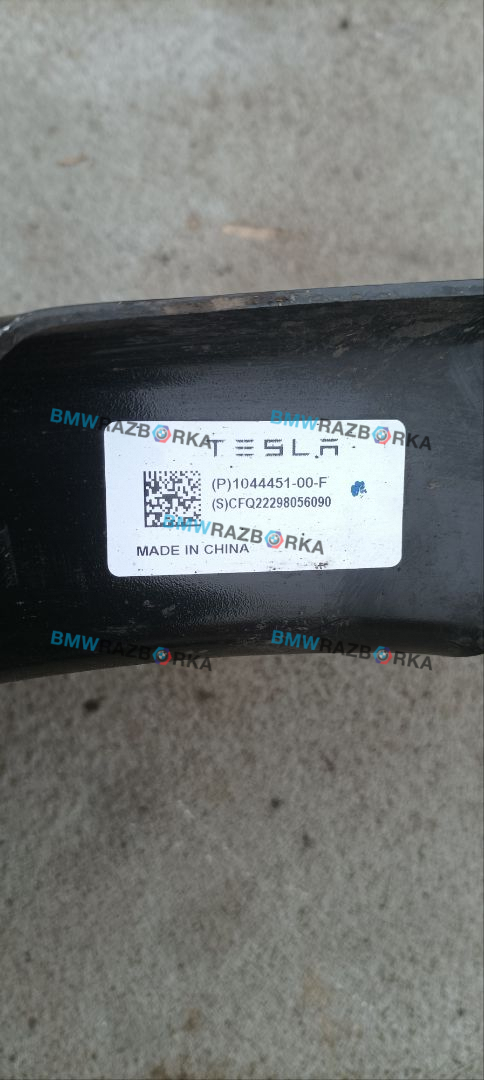 BMWRAZBORKA BMWRAZBORKA
TESLA
(P)1044451-00-F
(S)CFQ22298056090
BMWRAZBORKA
MADE IN CHINA
BMWRAZBORKA BMWRAZBORKA